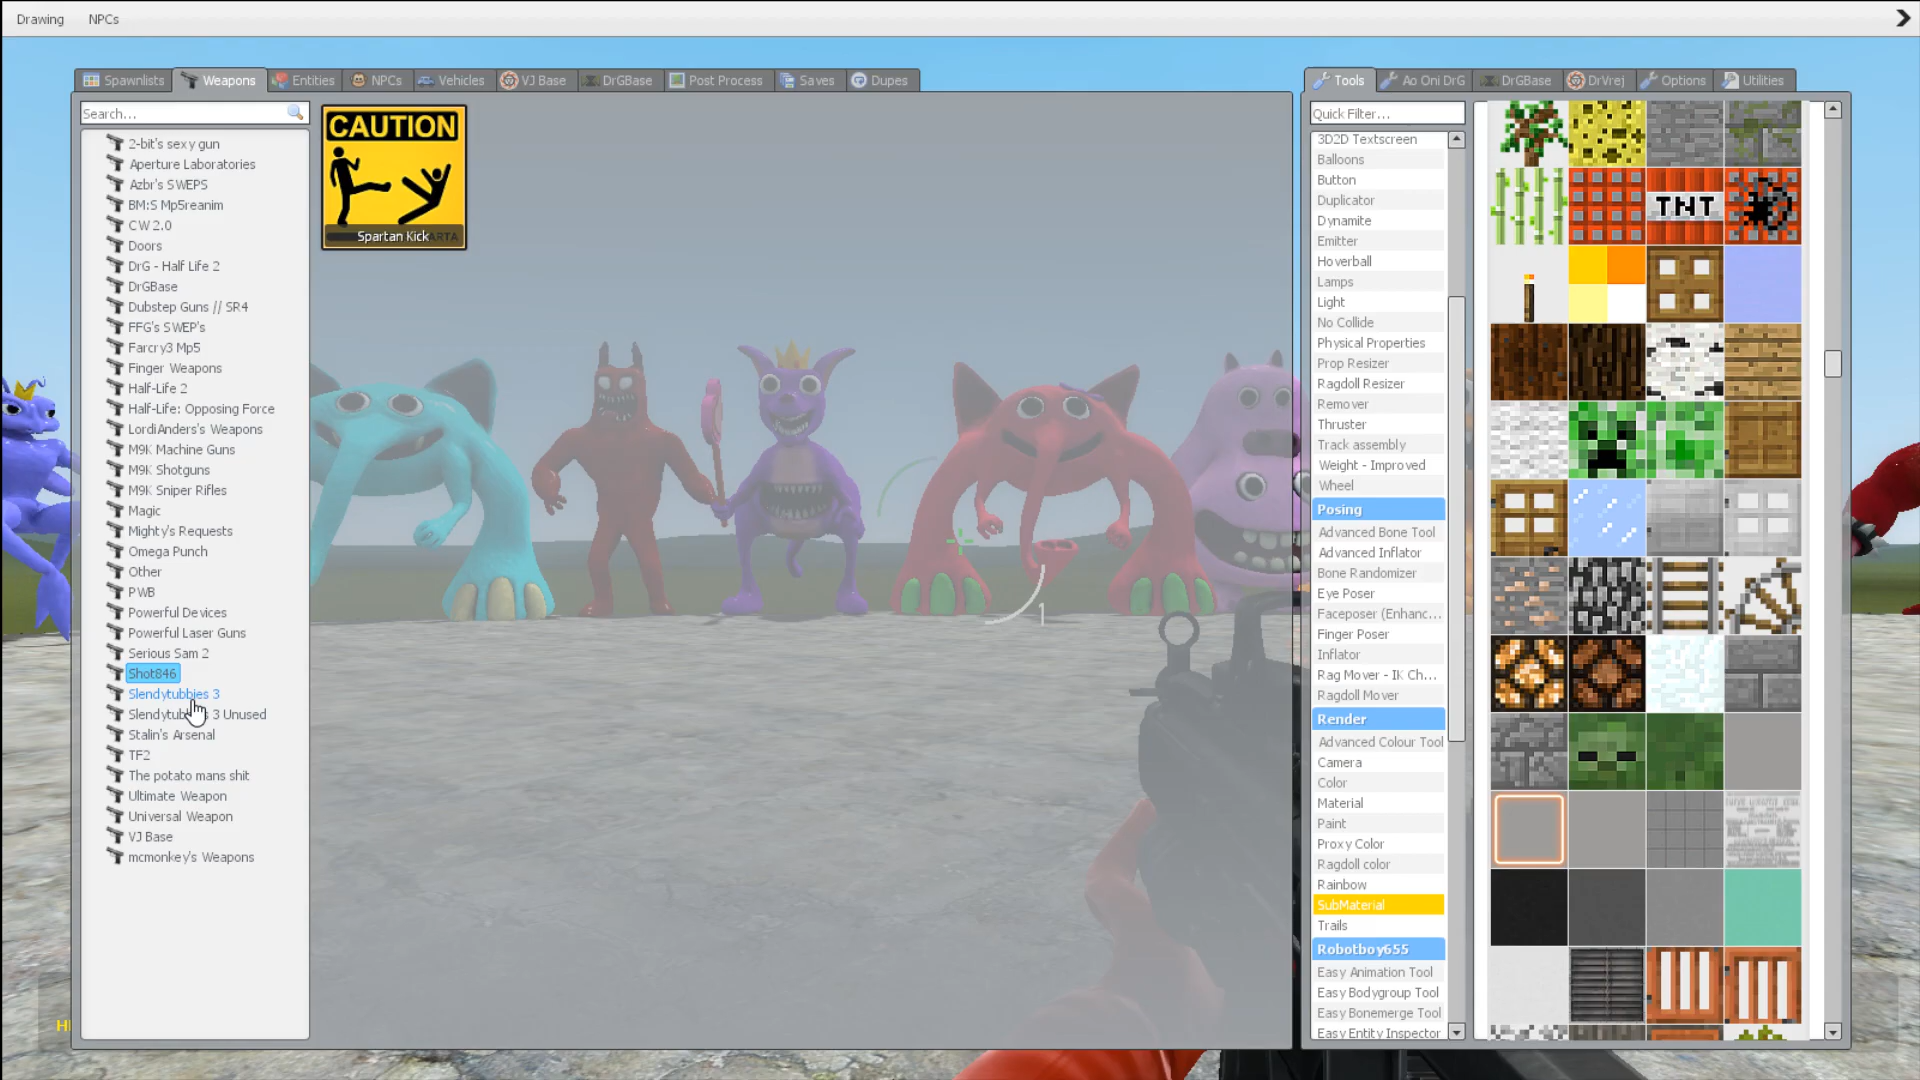 Drawing NPCs
Spawnlists Weapons Entities NPCs Vehicles VJ Base DrGBase Post Process Saves Dupes
Tools Ao Oni DrG DrGBase DrVrej Options Utilities
Search...
2-bit's sexy gun
Aperture Laboratories
Azbr's SWEPS
BM:S Mp5reanim
CW 2.0
Doors
DrG - Half Life 2
DrGBase
Dubstep Guns // SR4
FFG's SWEP's
Farcry3 Mp5
Finger Weapons
Half-Life 2
Half-Life: Opposing Force
LordiAnders's Weapons
M9K Machine Guns
M9K Shotguns
M9K Sniper Rifles
Magic
Mighty's Requests
Omega Punch
Other
PWB
Powerful Devices
Powerful Laser Guns
Serious Sam 2
Shot846
Slendytubbies 3
Slendytubbies 3 Unused
Stalin's Arsenal
TF2
The potato mans shit
Ultimate Weapon
Universal Weapon
VJ Base
mcmonkey's Weapons
CAUTION
Spartan Kick
1
Quick Filter...
3D2D Textscreen
Balloons
Button
Duplicator
Dynamite
Emitter
Hoverball
Lamps
Light
No Collide
Physical Properties
Prop Resizer
Ragdoll Resizer
Remover
Thruster
Track assembly
Weight - Improved
Wheel
Posing
Advanced Bone Tool
Advanced Inflator
Bone Randomizer
Eye Poser
Faceposer (Enhanc...
Finger Poser
Inflator
Rag Mover - IK Ch...
Ragdoll Mover
Render
Advanced Colour Tool
Camera
Color
Material
Paint
Proxy Color
Ragdoll color
Rainbow
SubMaterial
Trails
Robotboy655
Easy Animation Tool
Easy Bodygroup Tool
Easy Bonemerge Tool
Easy Entity Inspector
TNT